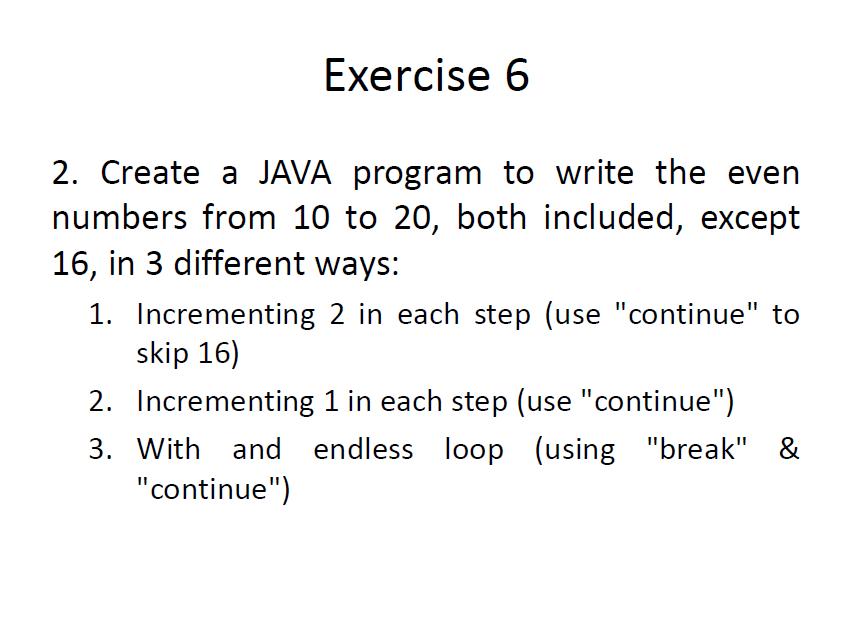 Exercise 6
2. Create a JAVA program to write the even
numbers from 10 to 20, both included, except
16, in 3 different ways:
1. Incrementing 2 in each step (use "continue" to
skip 16)
2. Incrementing 1 in each step (use "continue")
3. With and endless loop (using "break" &
"continue")